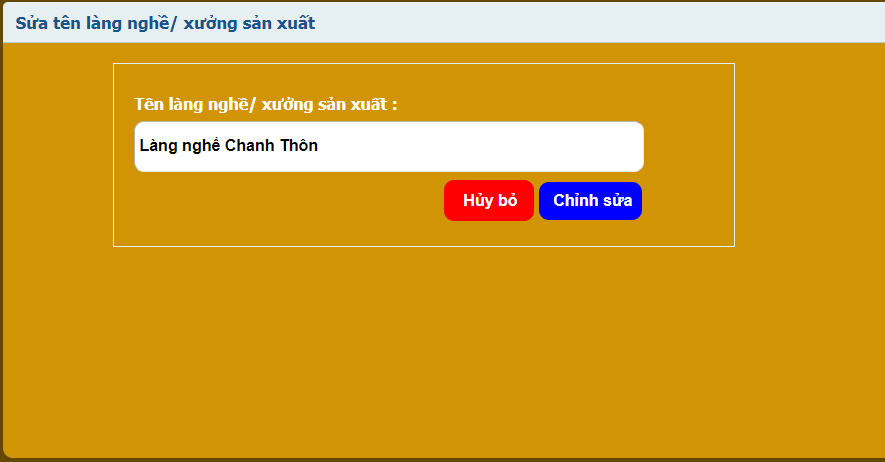 Sửa tên làng nghề/ xưởng sản xuất
Tên làng nghề/ xưởng sản xuất :
Làng nghề Chanh Thôn
Hủy bỏ
Chỉnh sửa